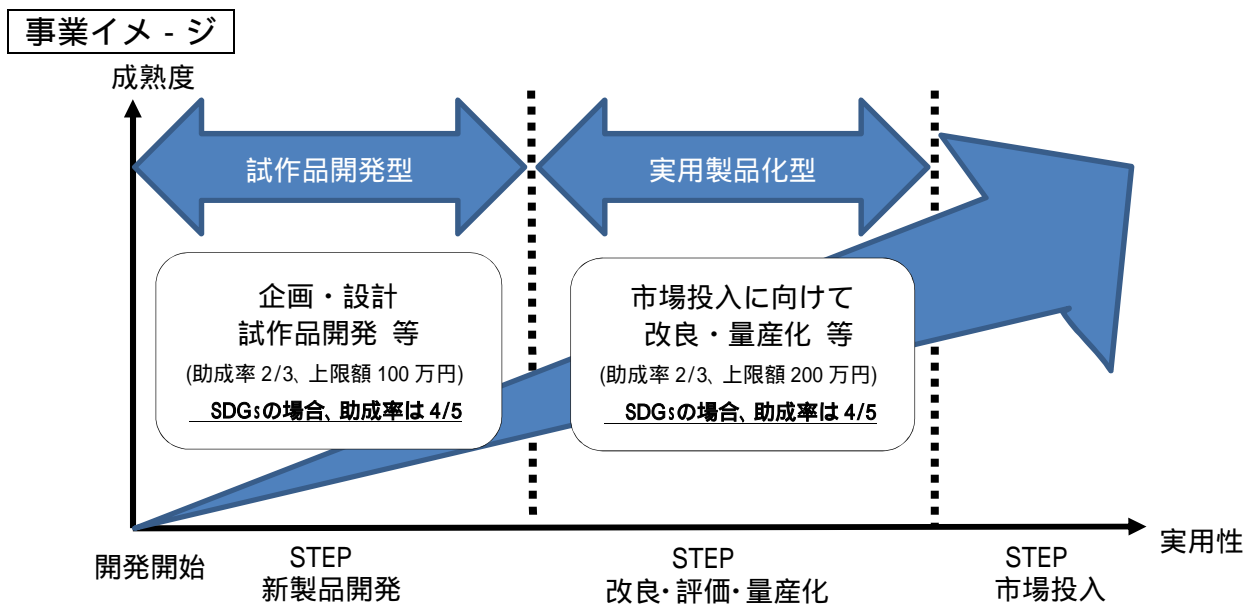 事業イメ-ジ
成熟度
試作品開発型
実用製品化型
企画・設計
試作品開発 等
(助成率 2/3、上限額 100 万円)
SDGsの場合、助成率は 4/5
市場投入に向けて
改良・量産化 等
(助成率 2/3、上限額 200 万円)
SDGsの場合、助成率は 4/5
実用性
開発開始
STEP
新製品開発
STEP
改良・評価・量産化
STEP
市場投入